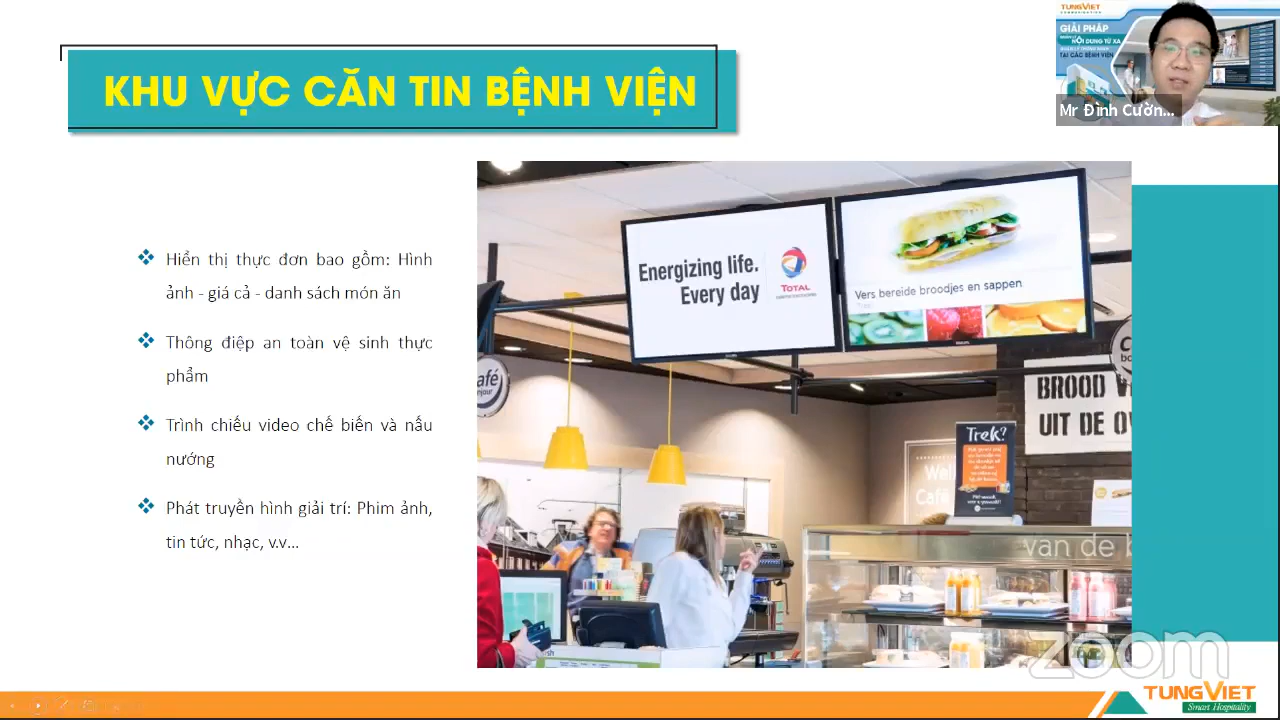 KHU VỰC CĂN TIN BỆNH VIỆN
TUNGVIET
GIẢI PHÁP
NỘI DUNG TỪ XA
TẠI CÁC BỆNH VIỆN
Mr Đình Cườn...
Hiển thị thực đơn bao gồm: Hình
ảnh - giá cả - danh sách món ăn
Thông điệp an toàn vệ sinh thực
phẩm
Trình chiếu video chế biến và nấu
nướng
Phát truyền hình giải trí: Phim ảnh,
tin tức, nhạc, v.v...
Energizing life.
Every day
TOTAL
Vers bereide broodjes en sappen
afé
BROOD V
UIT DE O
Trek?
Wel
Café
van de b
zoom
TUNGVIET
Smart Hospitality